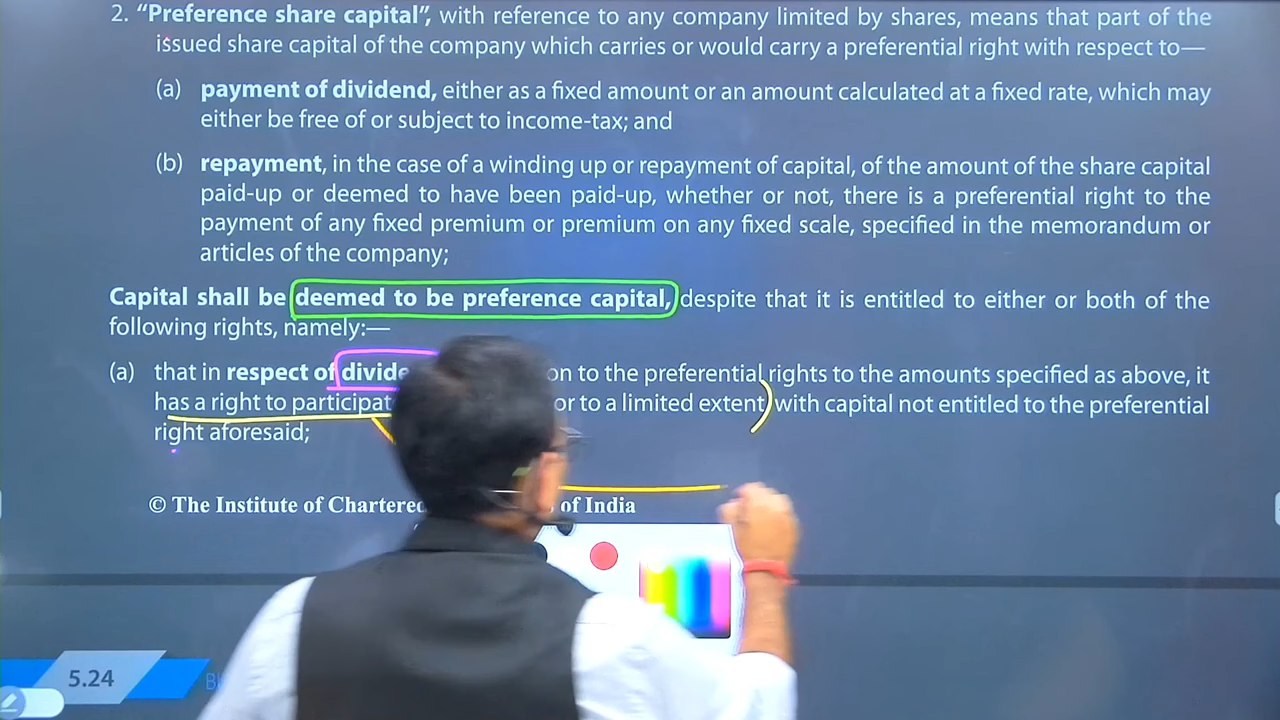 2. “Preference share capital”, with reference to any company limited by shares, means that part of the
issued share capital of the company which carries or would carry a preferential right with respect to—
(a) payment of dividend, either as a fixed amount or an amount calculated at a fixed rate, which may
either be free of or subject to income-tax; and
(b) repayment, in the case of a winding up or repayment of capital, of the amount of the share capital
paid-up or deemed to have been paid-up, whether or not, there is a preferential right to the
payment of any fixed premium or premium on any fixed scale, specified in the memorandum or
articles of the company;
Capital shall be deemed to be preference capital, despite that it is entitled to either or both of the
following rights, namely:—
(a) that in respect of on to the preferential rights to the amounts specified as above, it
has a right to or to a limited extent) with capital not entitled to the preferential
right aforesaid;
© The Institute of of India
5.24